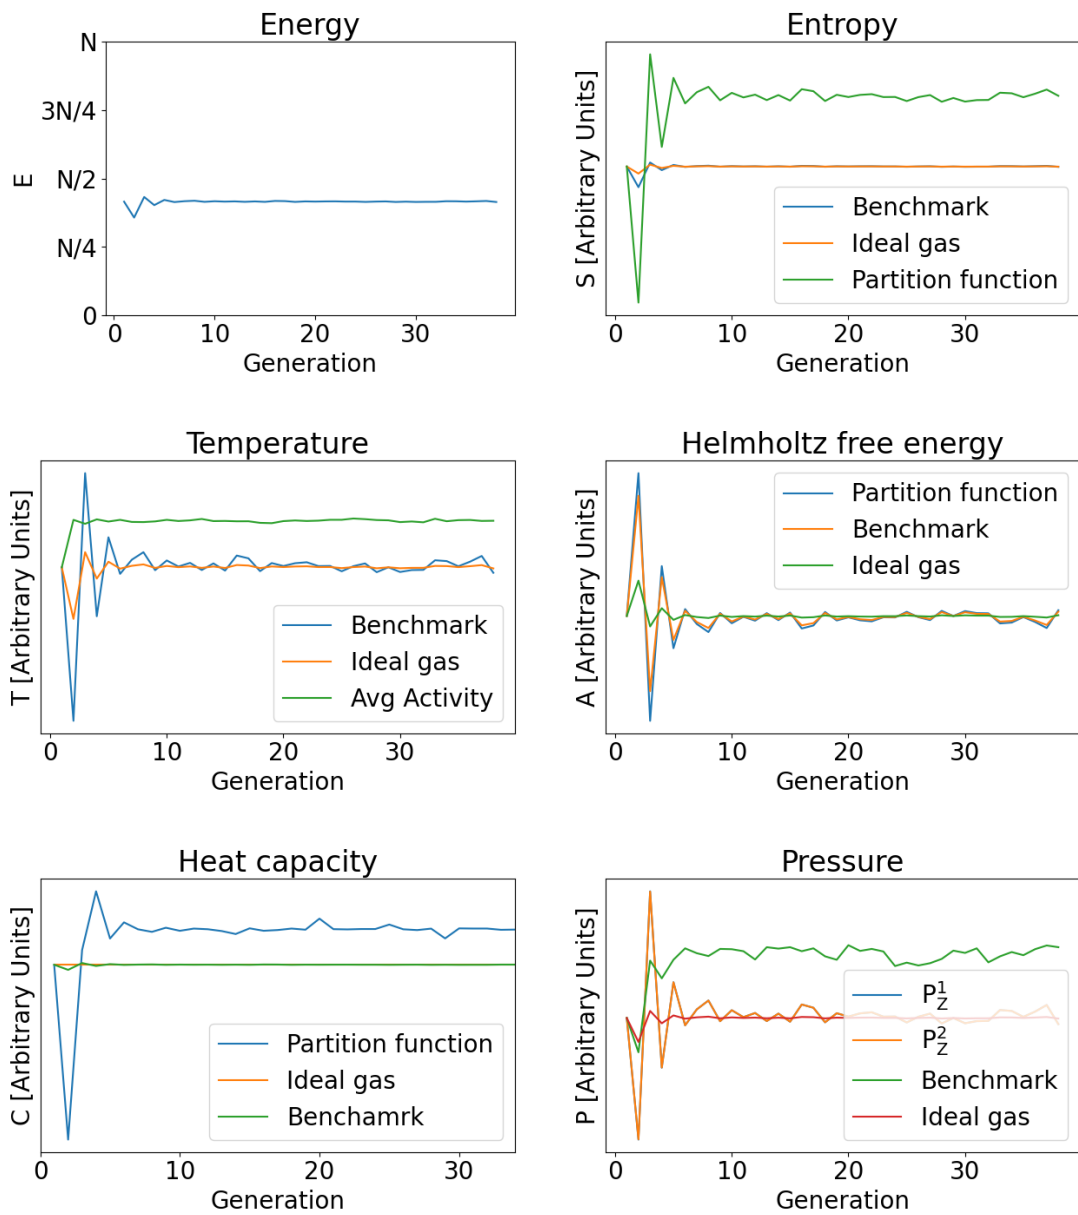 Energy
N
3N/4
N/2
N/4
0
E
0 10 20 30
Generation
Entropy
S [Arbitrary Units]
Benchmark
Ideal gas
Partition function
0 10 20 30
Generation
Temperature
T [Arbitrary Units]
Benchmark
Ideal gas
Avg Activity
0 10 20 30
Generation
Helmholtz free energy
A [Arbitrary Units]
Partition function
Benchmark
Ideal gas
0 10 20 30
Generation
Heat capacity
C [Arbitrary Units]
Partition function
Ideal gas
Benchamrk
0 10 20 30
Generation
Pressure
P [Arbitrary Units]
P_Z^1
P_Z^2
Benchmark
Ideal gas
0 10 20 30
Generation